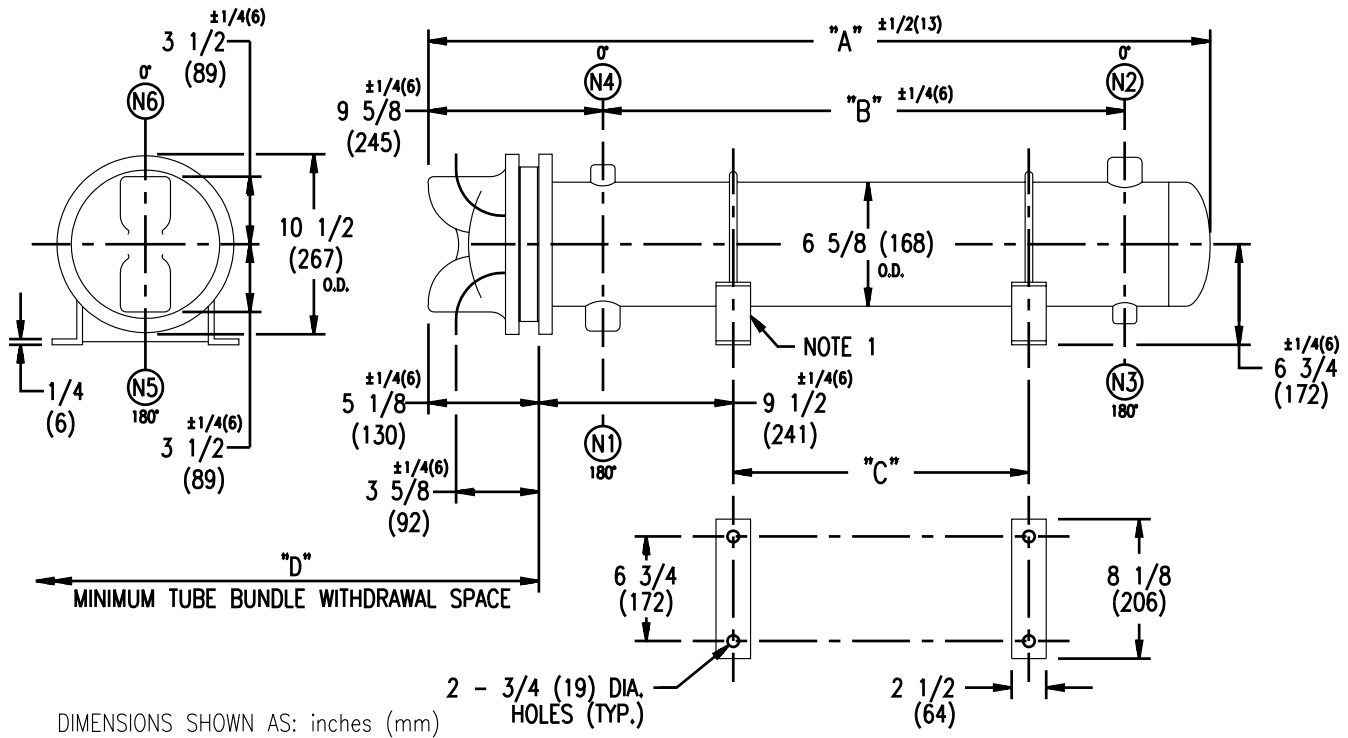 ±1/4(6)
3 1/2
(89)
0°
N6
10 1/2
(267)
O.D.
1/4
(6)
N5
180°
±1/4(6)
3 1/2
(89)
"A" ±1/2(13)
±1/4(6)
9 5/8
(245)
0°
N4
"B" ±1/4(6)
0°
N2
6 5/8 (168)
O.D.
NOTE 1
±1/4(6)
6 3/4
(172)
±1/4(6)
5 1/8
(130)
±1/4(6)
9 1/2
(241)
N1
180°
N3
180°
±1/4(6)
3 5/8
(92)
"C"
"D"
MINIMUM TUBE BUNDLE WITHDRAWAL SPACE
6 3/4
(172)
8 1/8
(206)
2 - 3/4 (19) DIA.
HOLES (TYP.)
2 1/2
(64)
DIMENSIONS SHOWN AS: inches (mm)